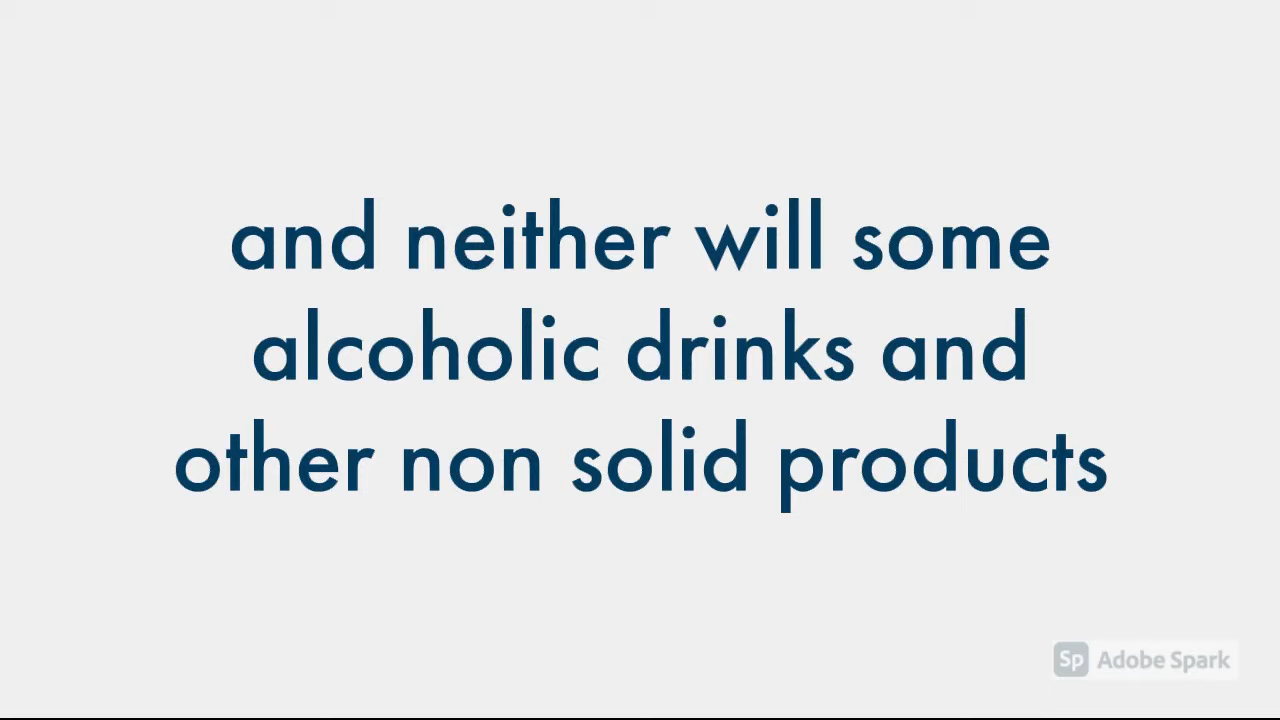 and neither will some
alcoholic drinks and
other non solid products
Sp Adobe Spark